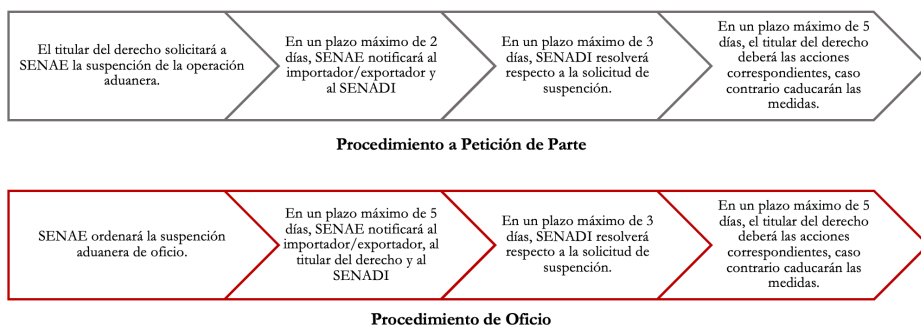 El titular del derecho solicitará a
SENAE la suspención de la operación
aduanera.
En un plazo máximo de 2
días, SENAE notificará al
importador/exportador y
al SENADI
En un plazo máximo de 3
días, SENADI resolverá
respecto a la solicitud de
suspención.
En un plazo máximo de 5
días, el titular del derecho
deberá las acciones
correspondientes, caso
contrario caducarán las
medidas.
Procedimiento a Petición de Parte
SENAE ordenará la suspención
aduanera de oficio.
En un plazo máximo de 5
días, SENAE notificará al
importador/exportador, al
titular del derecho y al
SENADI
En un plazo máximo de 3
días, SENADI resolverá
respecto a la solicitud de
suspención.
En un plazo máximo de 5
días, el titular del derecho
deberá las acciones
correspondientes, caso
contrario caducarán las
medidas.
Procedimiento de Oficio